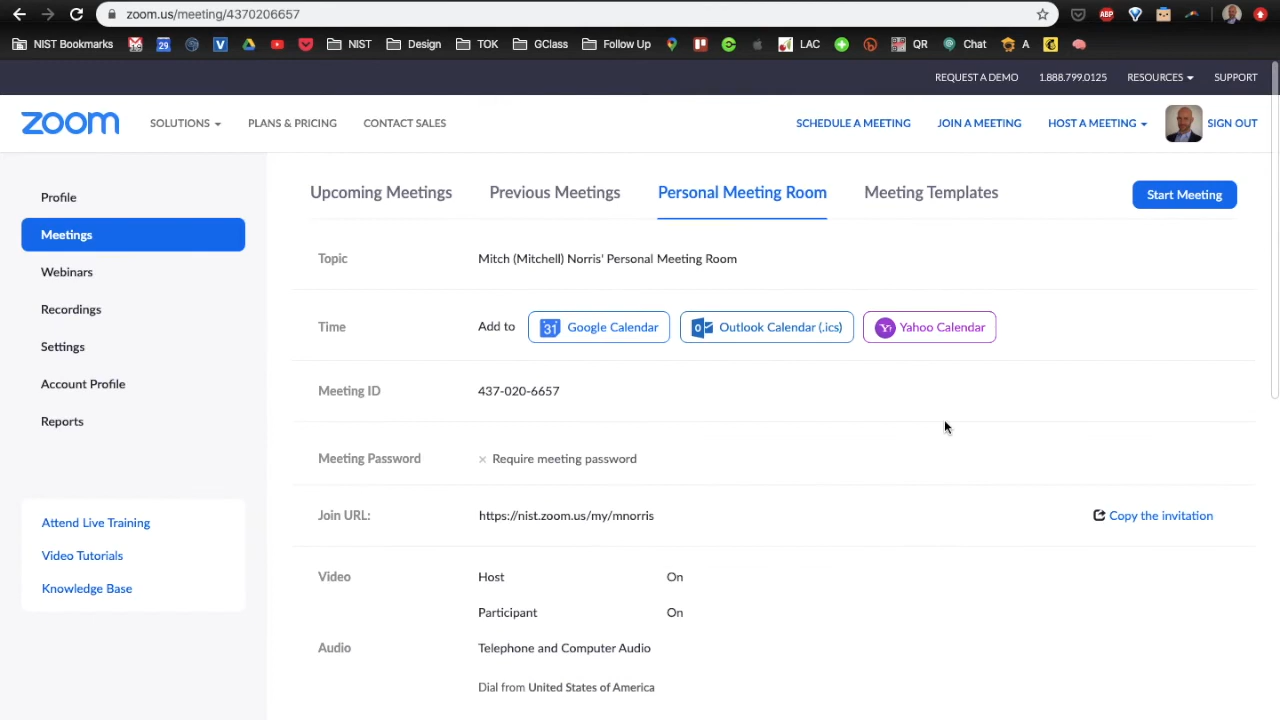 zoom.us/meeting/4370206657
ABP
NIST Bookmarks 31 V NIST Design TOK GClass Follow Up LAC QR Chat A
REQUEST A DEMO 1.888.799.0125 RESOURCES SUPPORT
zoom SOLUTIONS PLANS & PRICING CONTACT SALES SCHEDULE A MEETING JOIN A MEETING HOST A MEETING SIGN OUT
Profile
Meetings
Webinars
Recordings
Settings
Account Profile
Reports
Attend Live Training
Video Tutorials
Knowledge Base
Upcoming Meetings Previous Meetings Personal Meeting Room Meeting Templates Start Meeting
Topic Mitch (Mitchell) Norris' Personal Meeting Room
Time Add to 31 Google Calendar Outlook Calendar (.ics) Yahoo Calendar
Meeting ID 437-020-6657
Meeting Password × Require meeting password
Join URL: https://nist.zoom.us/my/mnorris Copy the invitation
Video Host On
Participant On
Audio Telephone and Computer Audio
Dial from United States of America